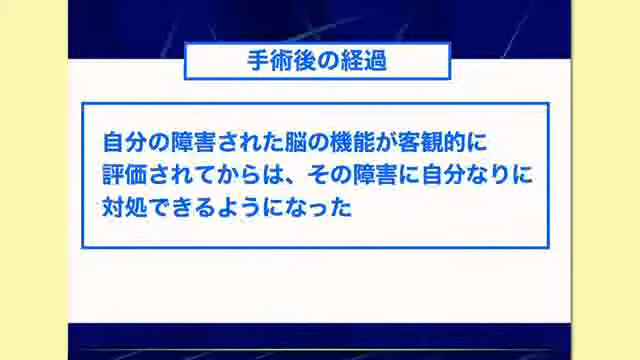 手術後の経過
自分の障害された脳の機能が客観的に
評価されてからは、その障害に自分なりに
対処できるようになった